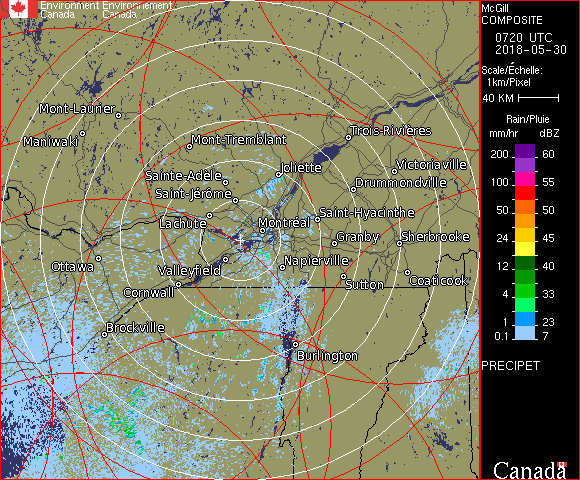 Environment Environnement
Canada Canada
McGill
COMPOSITE
0720 UTC
2018-05-30
Scale/Échelle:
1km/Pixel
40 KM
Rain/Pluie
mm/hr dBZ
200 60
100 55
50 50
24 45
12 40
4 33
1 23
0.1 7
PRECIPET
Canada
Mont-Laurier
Maniwaki
Mont-Tremblant
Trois-Rivières
Sainte-Adèle
Joliette
Victoriaville
Saint-Jérôme
Drummondville
Lachute
Montréal
Saint-Hyacinthe
Granby
Sherbrooke
Ottawa
Valleyfield
Napierville
Cornwall
Sutton
Coaticook
Brockville
Burlington